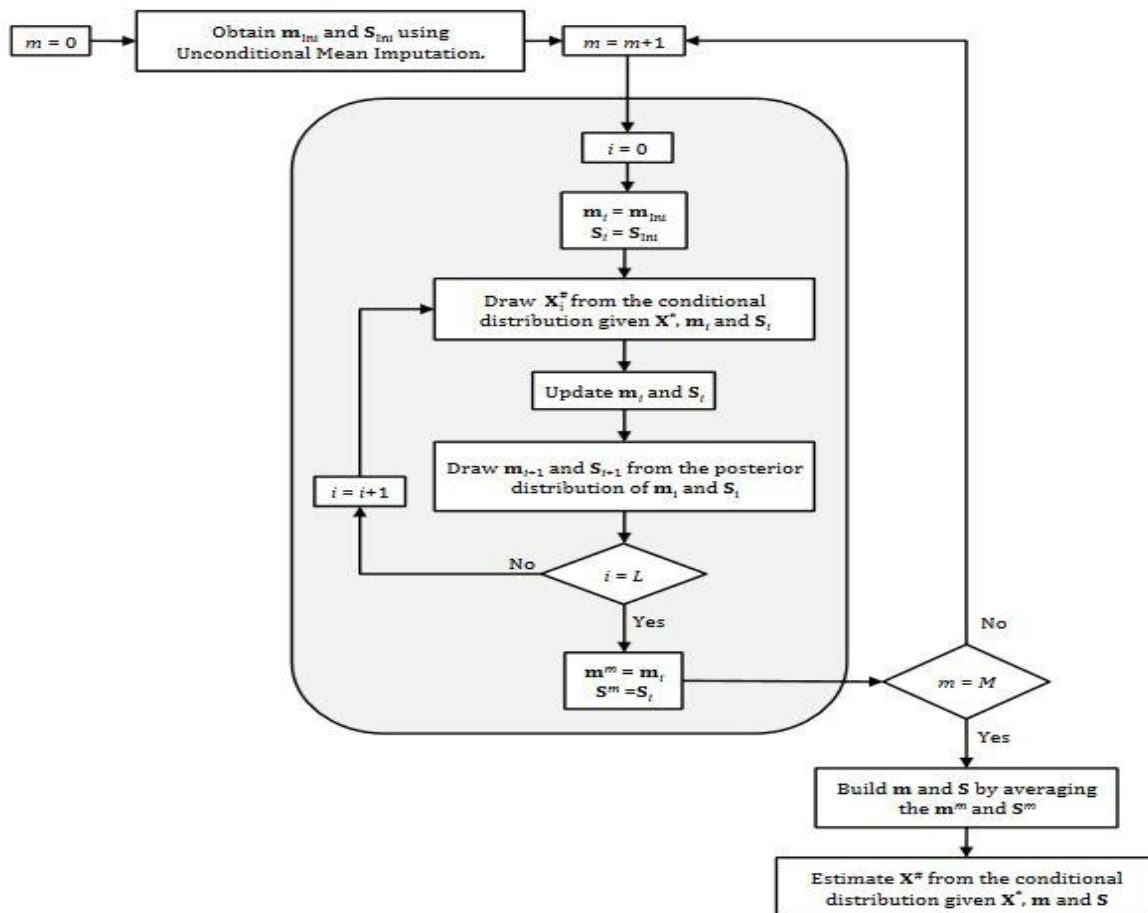 m = 0
Obtain m_Ini and S_Ini using
Unconditional Mean Imputation.
m = m+1
i = 0
m_i = m_Ini
S_i = S_Ini
Draw X_i^# from the conditional
distribution given X^*, m_i and S_i
Update m_i and S_i
Draw m_{i+1} and S_{i+1} from the posterior
distribution of m_i and S_i
i = i+1
No
i = L
Yes
m^m = m_i
S^m =S_i
No
m = M
Yes
Build m and S by averaging
the m^m and S^m
Estimate X^# from the conditional
distribution given X^*, m and S